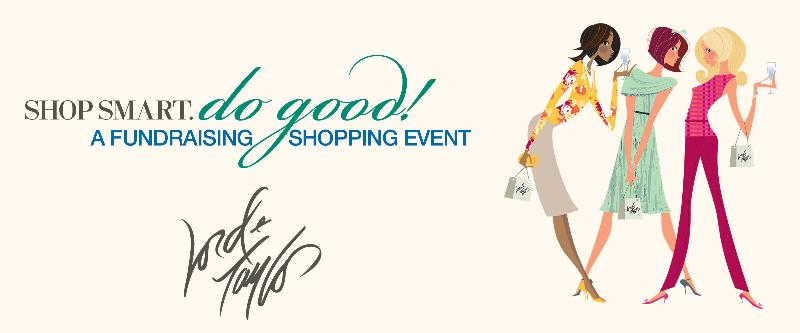 SHOP SMART. do good!
A FUNDRAISING SHOPPING EVENT
Lord &
Taylor